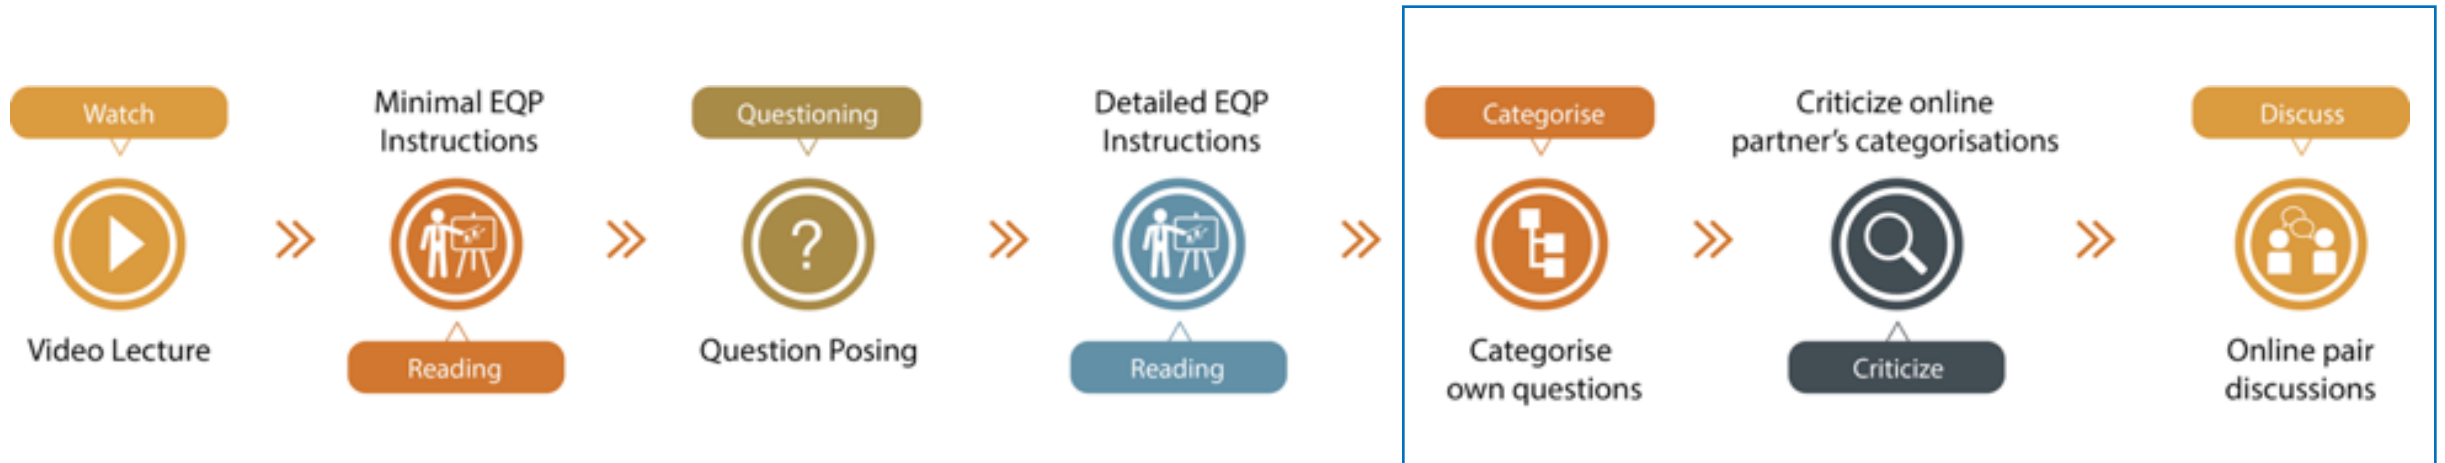 Watch
Video Lecture
Minimal EQP
Instructions
Reading
Questioning
?
Question Posing
Detailed EQP
Instructions
Reading
Categorise
Categorise
own questions
Criticize online
partner's categorisations
Criticize
Discuss
Online pair
discussions